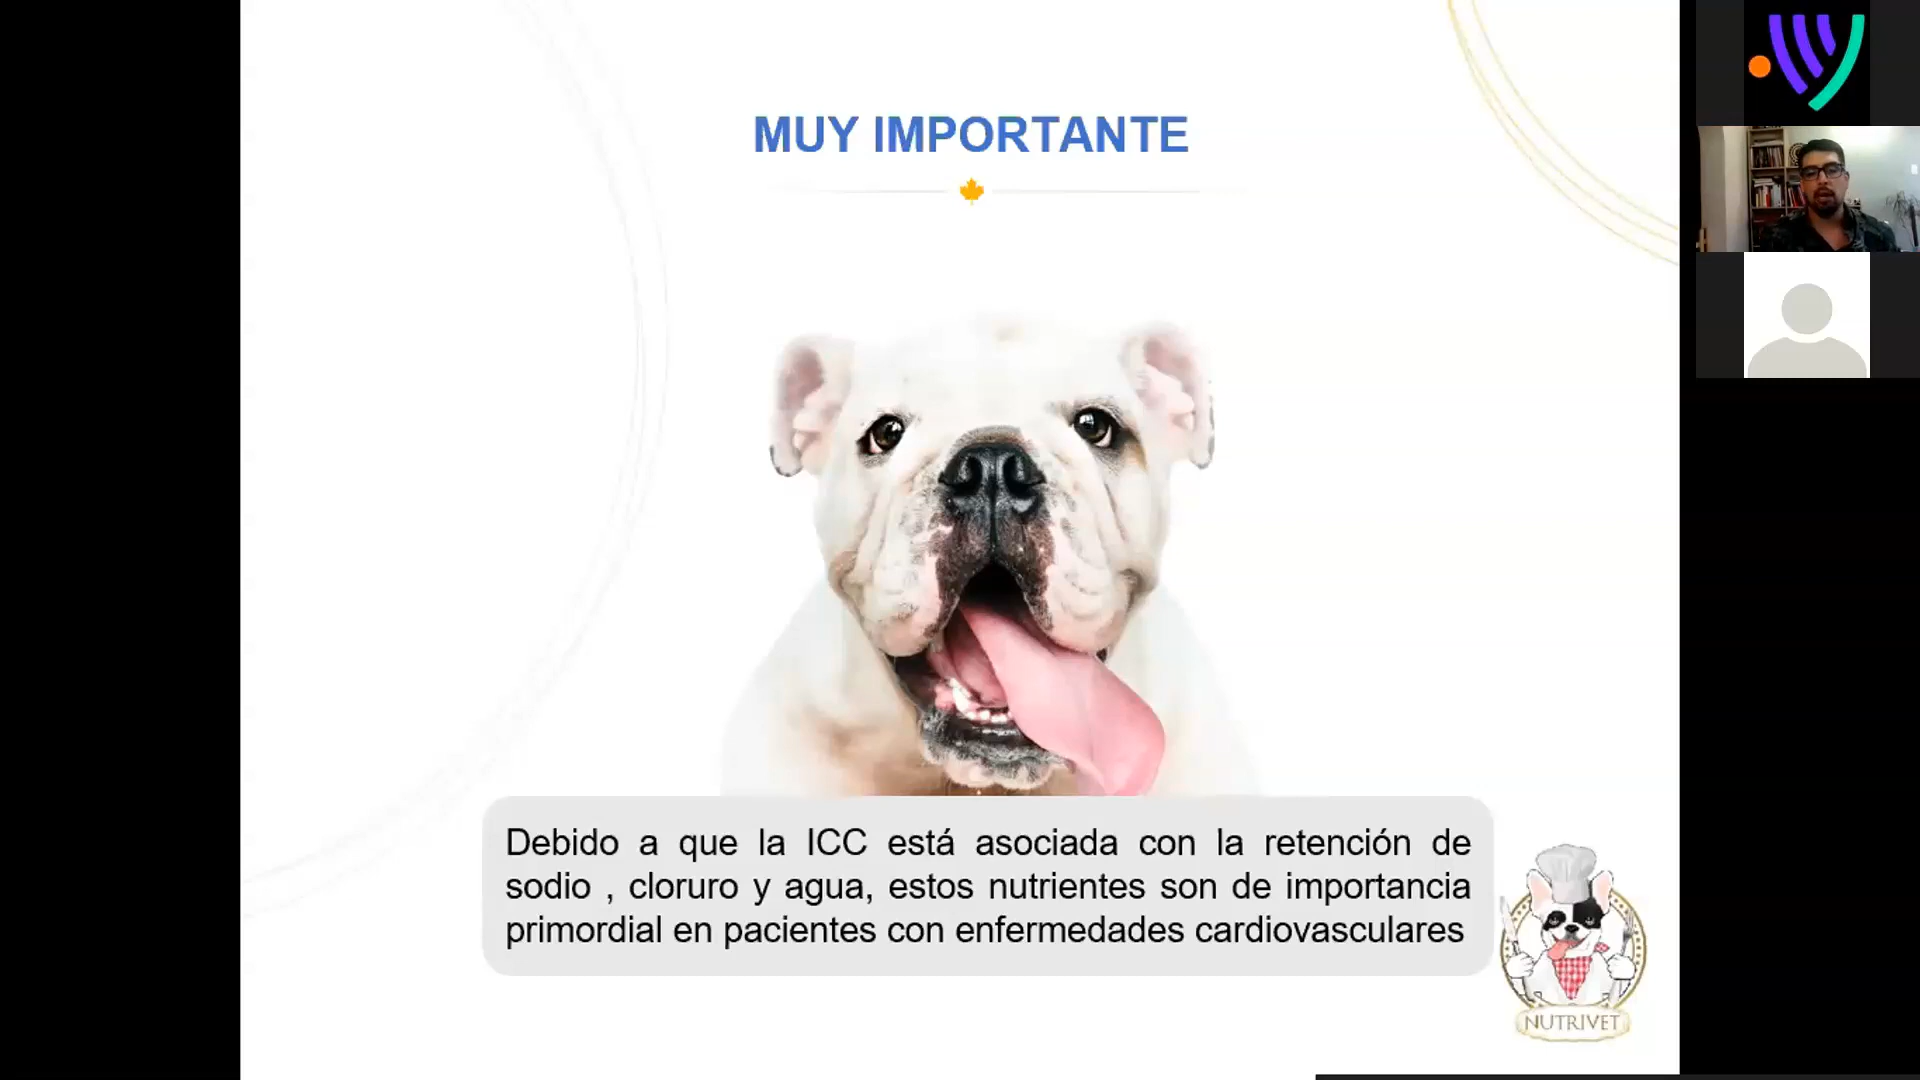 MUY IMPORTANTE
Debido a que la ICC está asociada con la retención de
sodio , cloruro y agua, estos nutrientes son de importancia
primordial en pacientes con enfermedades cardiovasculares
NUTRIVET